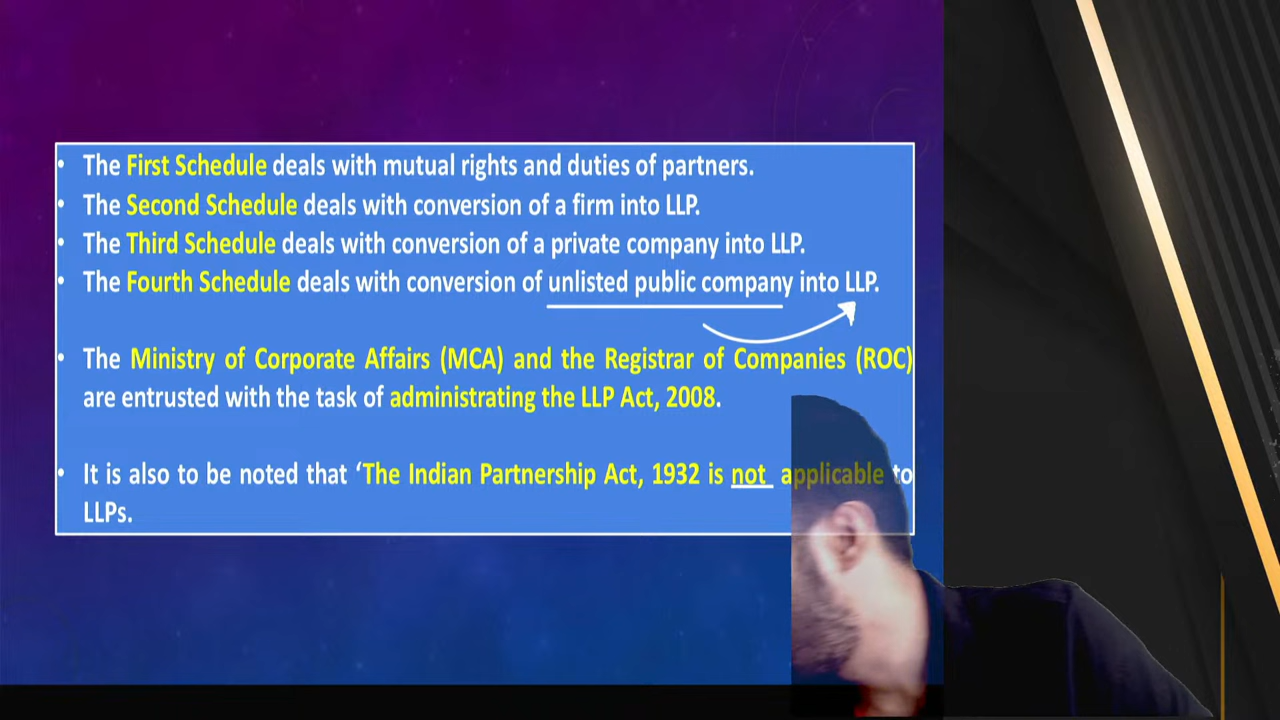 • The First Schedule deals with mutual rights and duties of partners.
• The Second Schedule deals with conversion of a firm into LLP.
• The Third Schedule deals with conversion of a private company into LLP.
• The Fourth Schedule deals with conversion of unlisted public company into LLP.
• The Ministry of Corporate Affairs (MCA) and the Registrar of Companies (ROC)
are entrusted with the task of administrating the LLP Act, 2008.
• It is also to be noted that ‘The Indian Partnership Act, 1932 is not applicable to
LLPs.